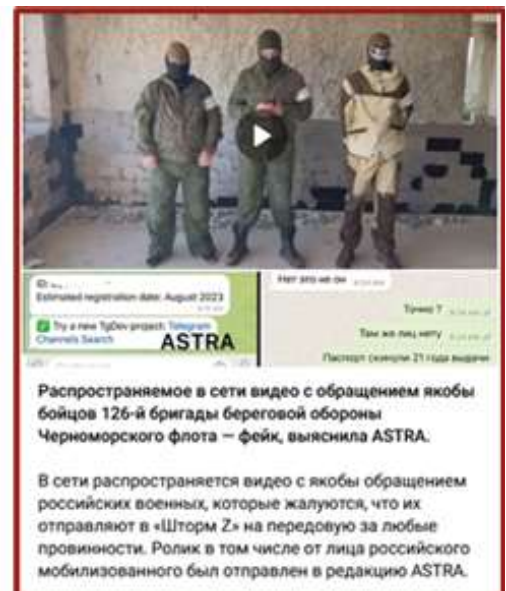 ID:
Estimated registration date: August 2023
Try a new TgDev project: Telegram
Channels Search
ASTRA
Нет это не он
Точно ?
Там же лиц нету
Паспорт скинули 21 года выдачи
Распространяемое в сети видео с обращением якобы
бойцов 126-й бригады береговой обороны
Черноморского флота — фейк, выяснила ASTRA.
В сети распространяется видео с якобы обращением
российских военных, которые жалуются, что их
отправляют в «Шторм Z» на передовую за любые
провинности. Ролик в том числе от лица российского
мобилизованного был отправлен в редакцию ASTRA.